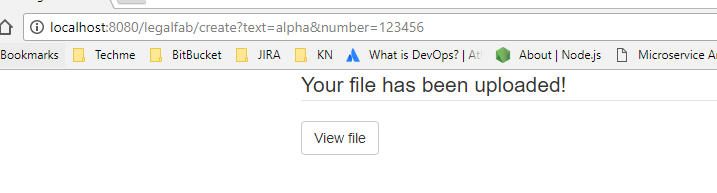 localhost:8080/legalfab/create?text=alpha&number=123456
Bookmarks Techme BitBucket JIRA KN What is DevOps? | Atl About | Node.js Microservice Ar
Your file has been uploaded!
View file